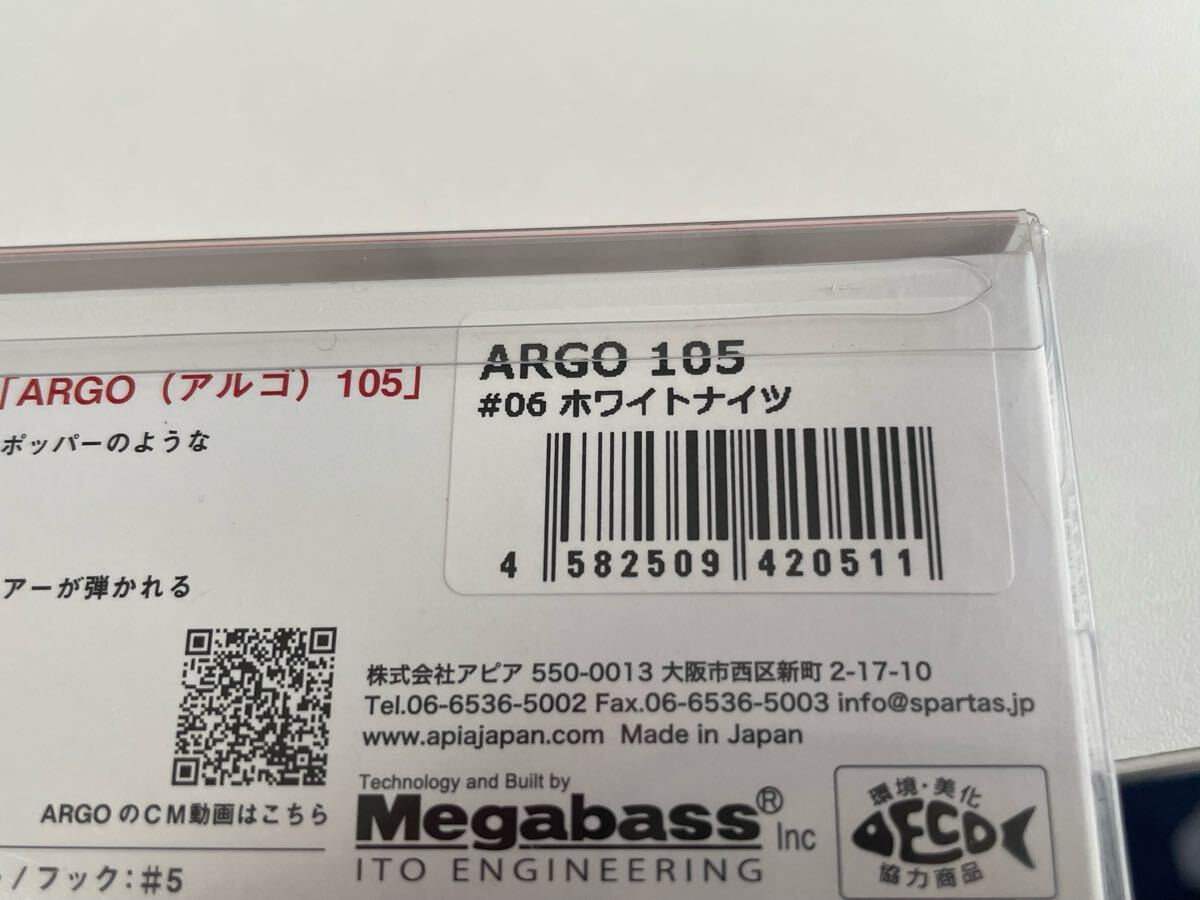 「ARGO（アルゴ）105」
ポッパーのような
アーが弾かれる
ARGO 105
#06 ホワイトナイツ
4 582509 420511
株式会社アピア 550-0013 大阪市西区新町 2-17-10
Tel.06-6536-5002 Fax.06-6536-5003 info@spartas.jp
www.apiajapan.com Made in Japan
ARGOのCM動画はこちら
/フック:#5
Technology and Built by
Megabass® Inc
ITO ENGINEERING
環境・美化
ECO
協力商品